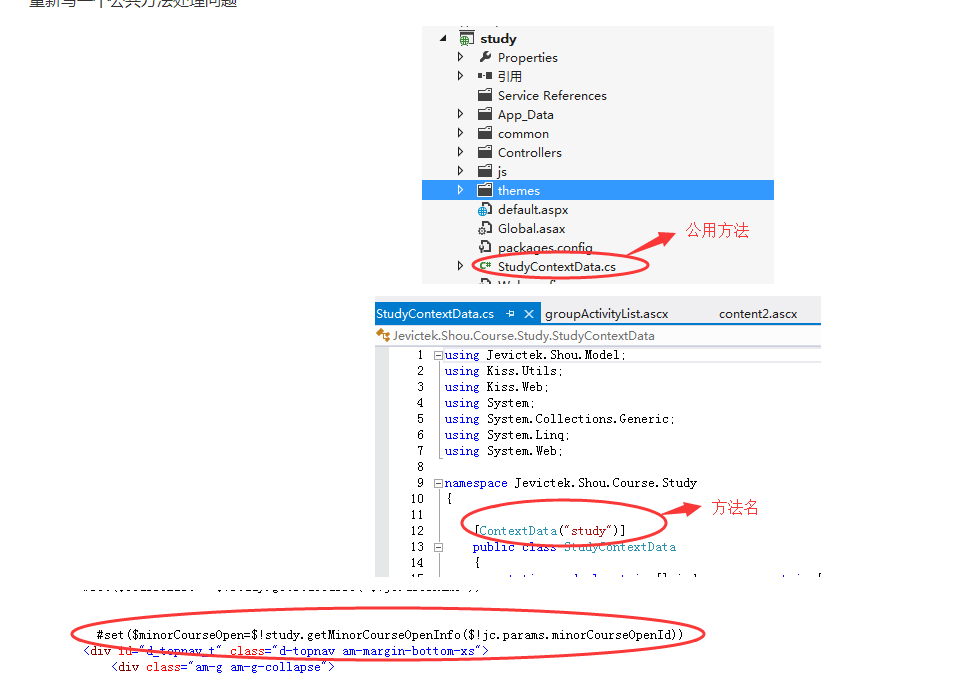 重新写一个公共方法处理问题
study
Properties
引用
Service References
App_Data
common
Controllers
js
themes
default.aspx
Global.asax
packages.config
公用方法
C# StudyContextData.cs
StudyContextData.cs
groupActivityList.ascx
content2.ascx
Jevictek.Shou.Course.Study.StudyContextData
1 using Jevictek.Shou.Model;
2 using Kiss.Utils;
3 using Kiss.Web;
4 using System;
5 using System.Collections.Generic;
6 using System.Linq;
7 using System.Web;
8
9 namespace Jevictek.Shou.Course.Study
10 {
11
方法名
12 [ContextData("study")]
13 public class StudyContextData
14 {
#set($minorCourseOpen=$!study.getMinorCourseOpenInfo($!jc.params.minorCourseOpenId))
<div id="d_topnav_t" class="d-topnav am-margin-bottom-xs">
<div class="am-g am-g-collapse">